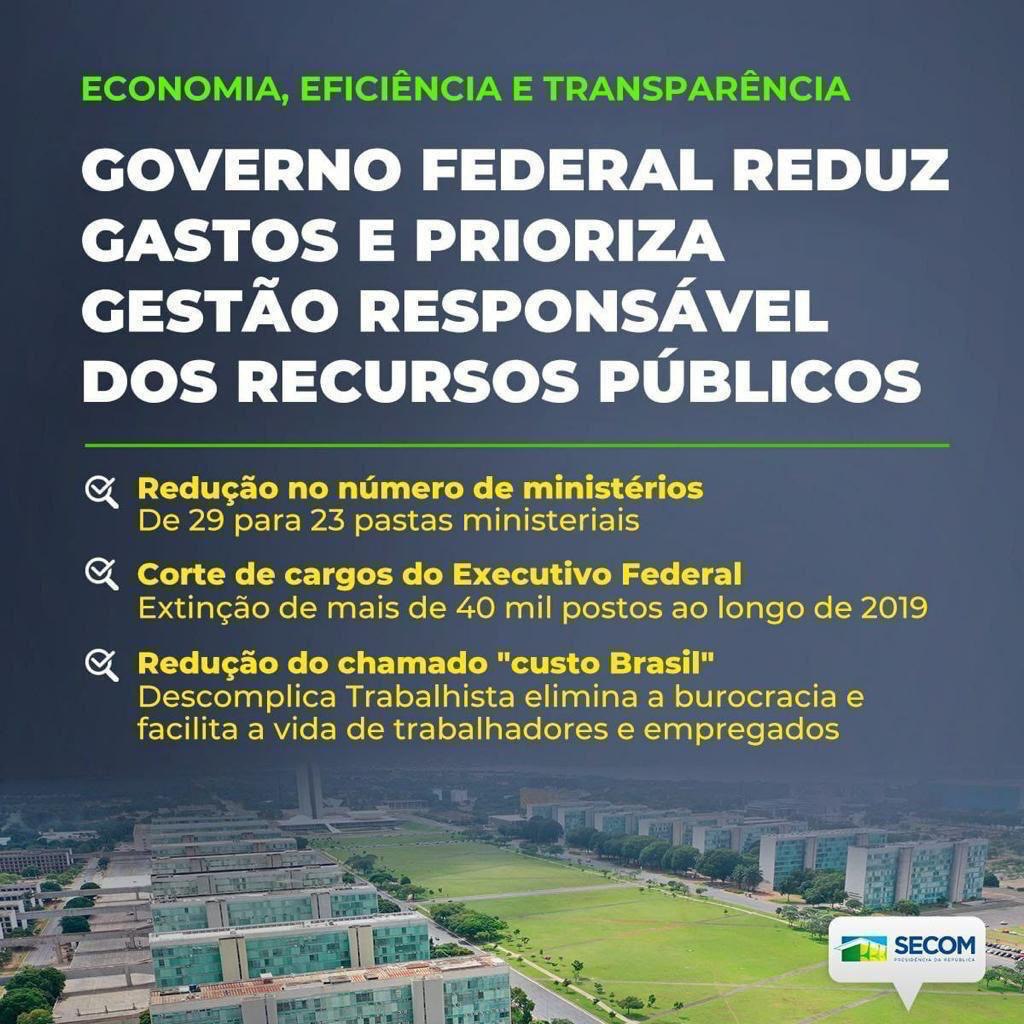 ECONOMIA, EFICIÊNCIA E TRANSPARÊNCIA
GOVERNO FEDERAL REDUZ
GASTOS E PRIORIZA
GESTÃO RESPONSÁVEL
DOS RECURSOS PÚBLICOS
Redução no número de ministérios
De 29 para 23 pastas ministeriais
Corte de cargos do Executivo Federal
Extinção de mais de 40 mil postos ao longo de 2019
Redução do chamado "custo Brasil"
Descomplica Trabalhista elimina a burocracia e
facilita a vida de trabalhadores e empregados
SECOM
PRESIDÊNCIA DA REPÚBLICA